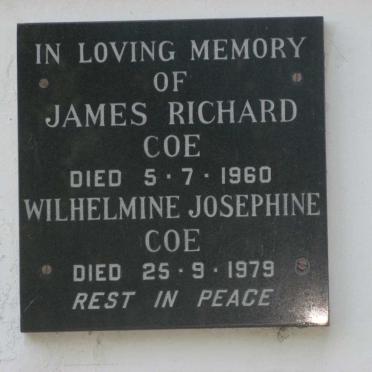 IN LOVING MEMORY
OF
JAMES RICHARD
COE
DIED 5·7·1960
WILHELMINE JOSEPHINE
COE
DIED 25·9·1979
REST IN PEACE